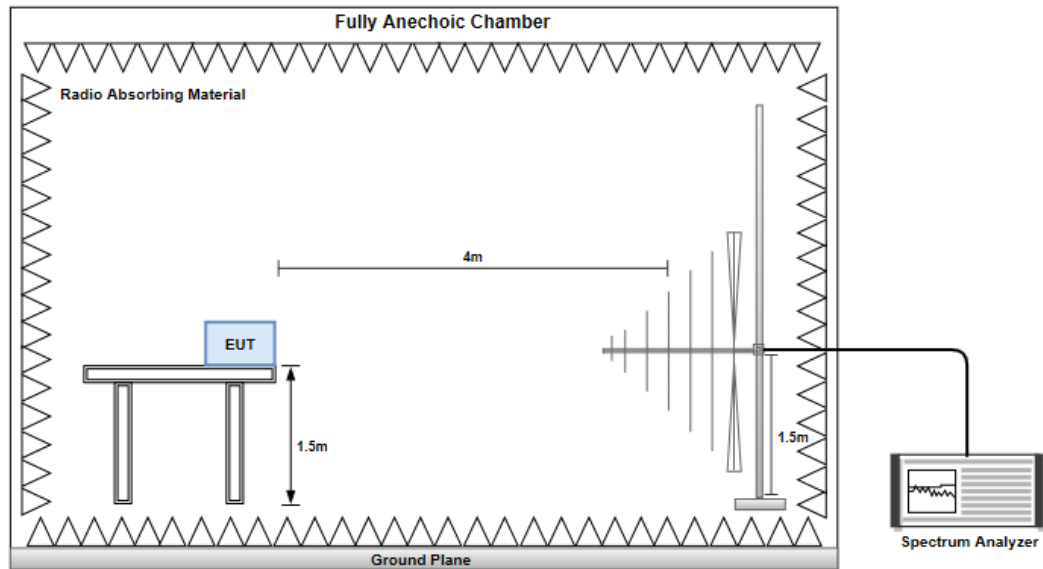 Fully Anechoic Chamber
Radio Absorbing Material
4m
EUT
1.5m
1.5m
Spectrum Analyzer
Ground Plane